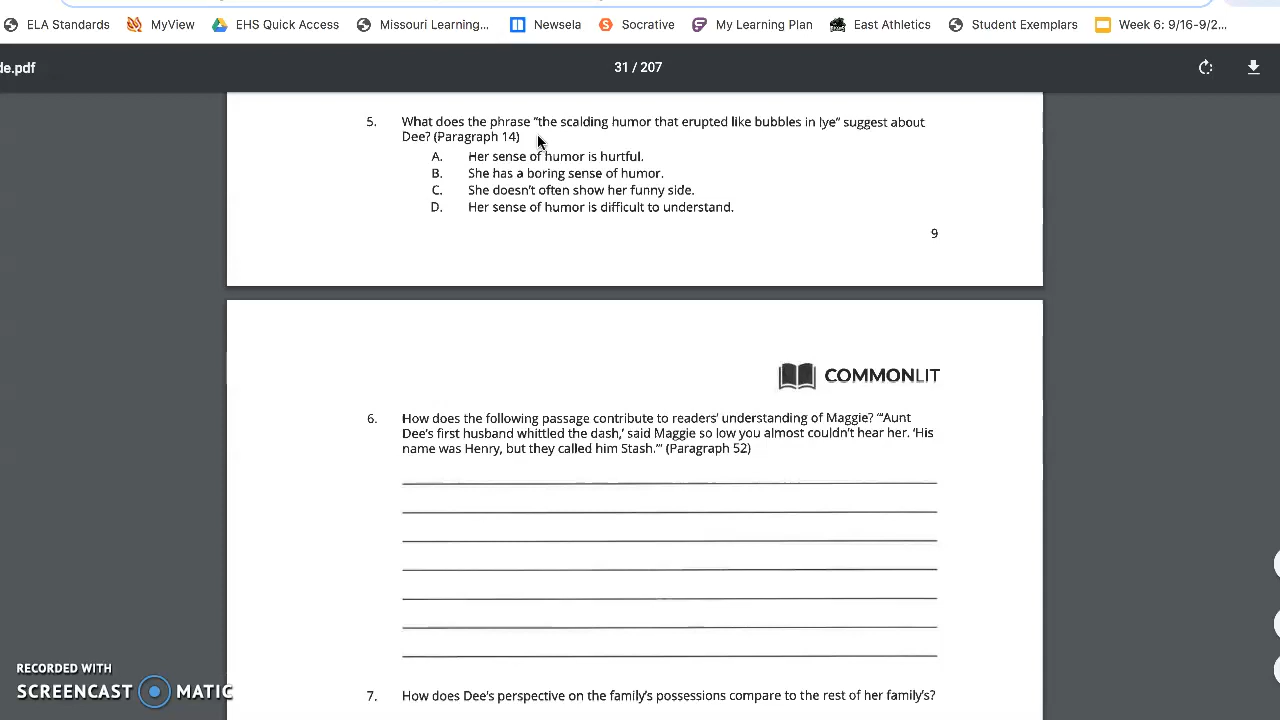 ELA Standards MyView EHS Quick Access Missouri Learning... Newsela Socrative My Learning Plan East Athletics Student Exemplars Week 6: 9/16-9/2...
de.pdf 31 / 207
5. What does the phrase “the scalding humor that erupted like bubbles in lye” suggest about
Dee? (Paragraph 14)
A. Her sense of humor is hurtful.
B. She has a boring sense of humor.
C. She doesn’t often show her funny side.
D. Her sense of humor is difficult to understand.
9
COMMONLIT
6. How does the following passage contribute to readers’ understanding of Maggie? “‘Aunt
Dee’s first husband whittled the dash,’ said Maggie so low you almost couldn’t hear her. ‘His
name was Henry, but they called him Stash.’” (Paragraph 52)
7. How does Dee’s perspective on the family’s possessions compare to the rest of her family’s?
RECORDED WITH
SCREENCAST MATIC